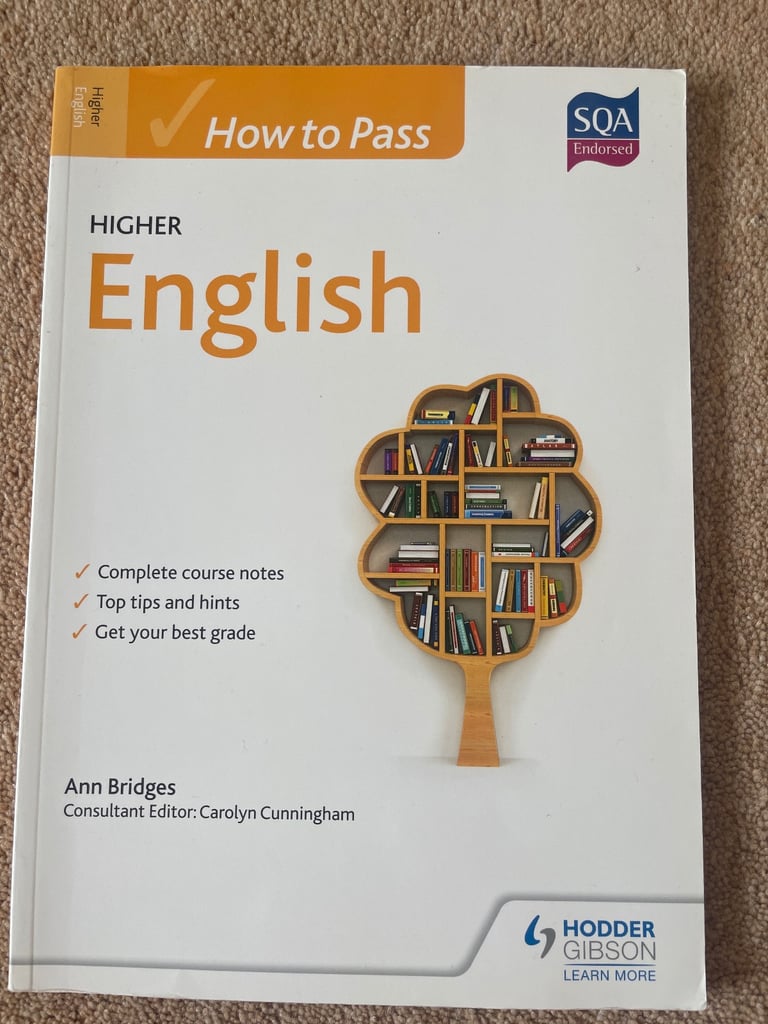 Higher
English
How to Pass
SQA
Endorsed
HIGHER
English
✓ Complete course notes
✓ Top tips and hints
✓ Get your best grade
Ann Bridges
Consultant Editor: Carolyn Cunningham
HODDER
GIBSON
LEARN MORE